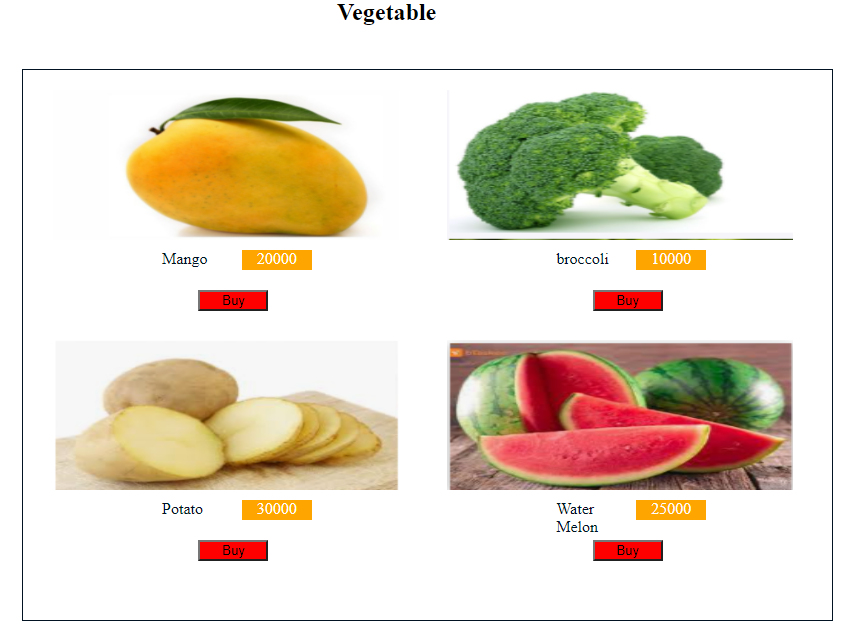 Vegetable
Mango 20000
broccoli 10000
Buy
Buy
Potato 30000
Water Melon 25000
Buy
Buy